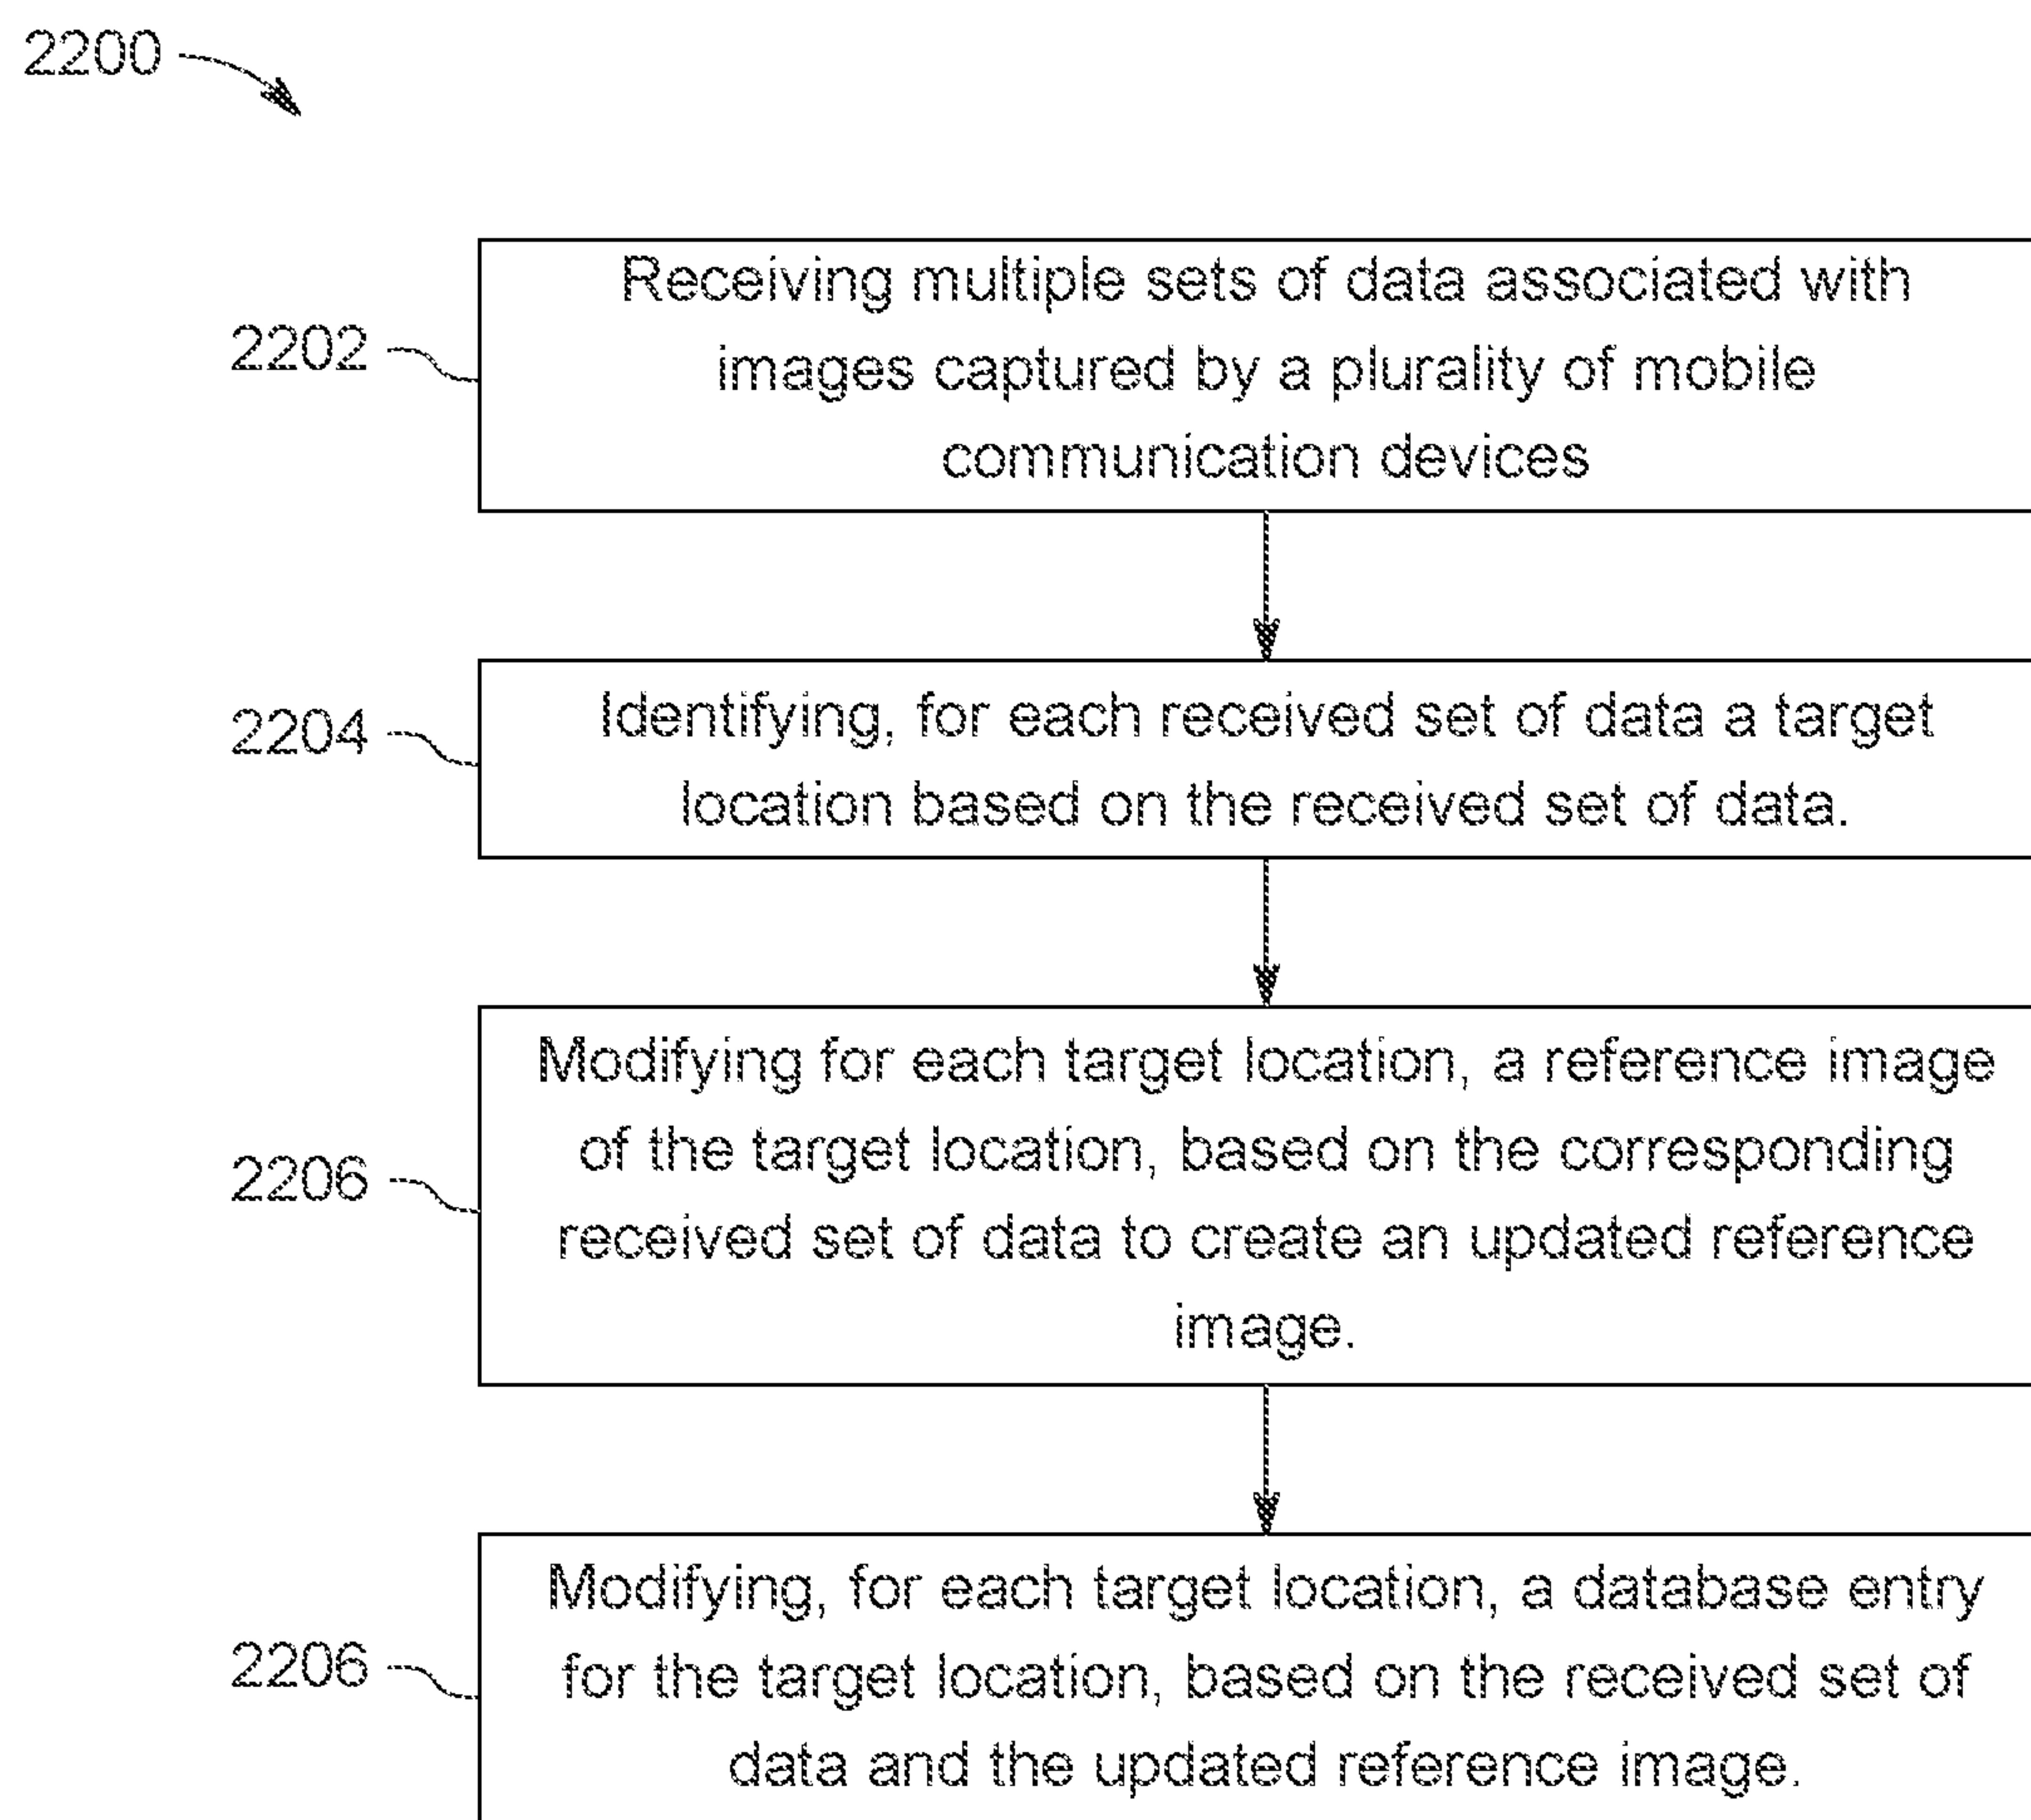 2200
2202
Receiving multiple sets of data associated with
images captured by a plurality of mobile
communication devices
2204
Identifying, for each received set of data a target
location based on the received set of data.
2206
Modifying for each target location, a reference image
of the target location, based on the corresponding
received set of data to create an updated reference
image.
2206
Modifying, for each target location, a database entry
for the target location, based on the received set of
data and the updated reference image.